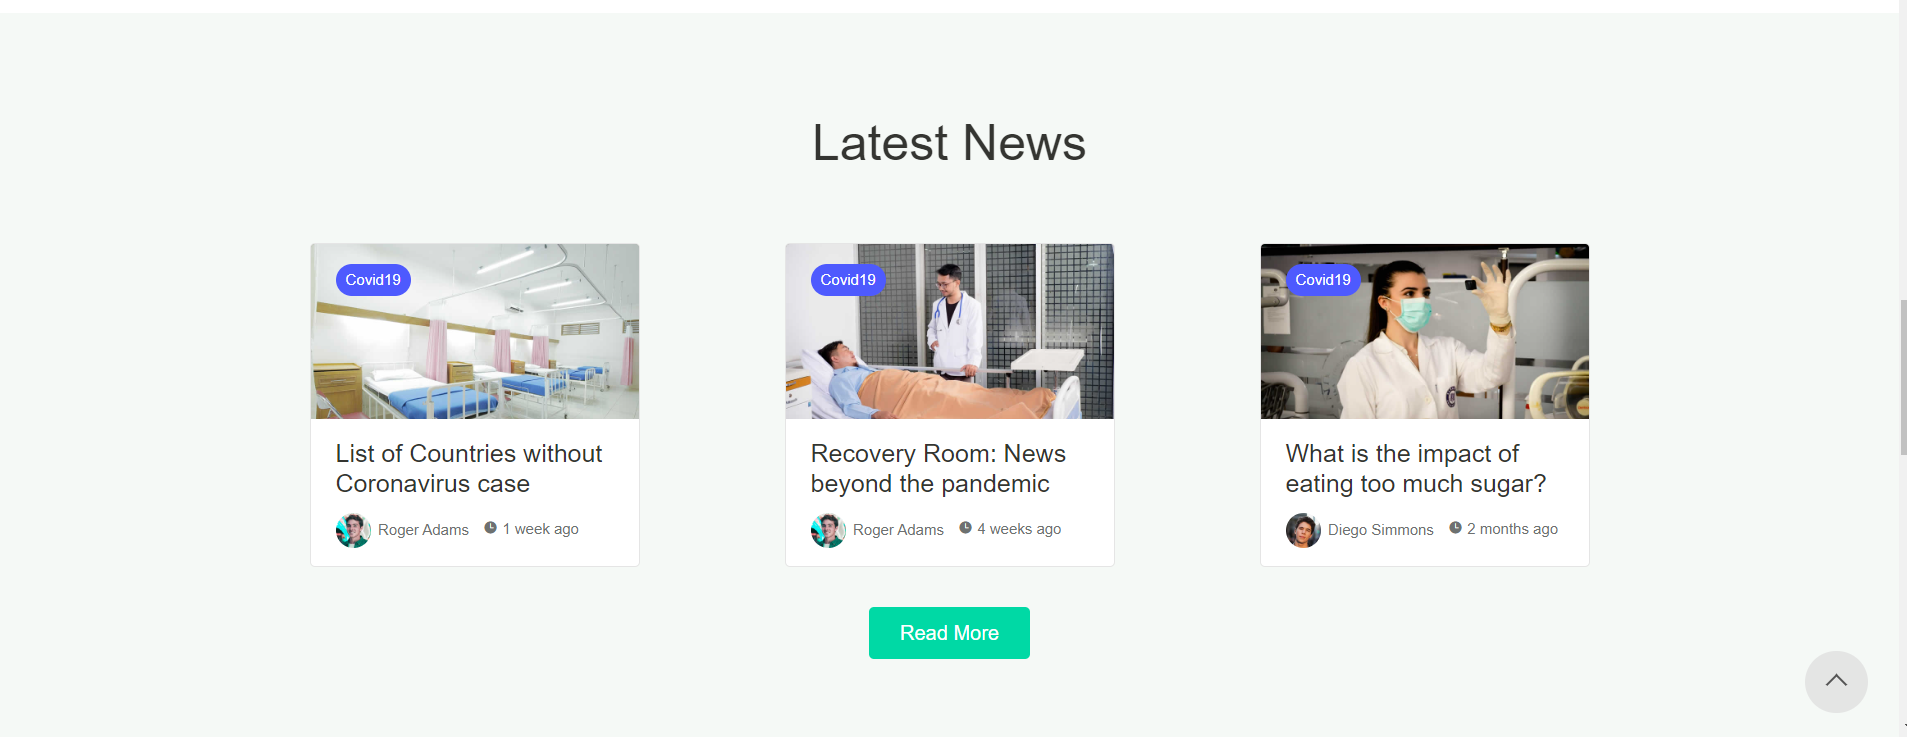 Latest News
Covid19
List of Countries without
Coronavirus case
Roger Adams 1 week ago
Covid19
Recovery Room: News
beyond the pandemic
Roger Adams 4 weeks ago
Covid19
What is the impact of
eating too much sugar?
Diego Simmons 2 months ago
Read More